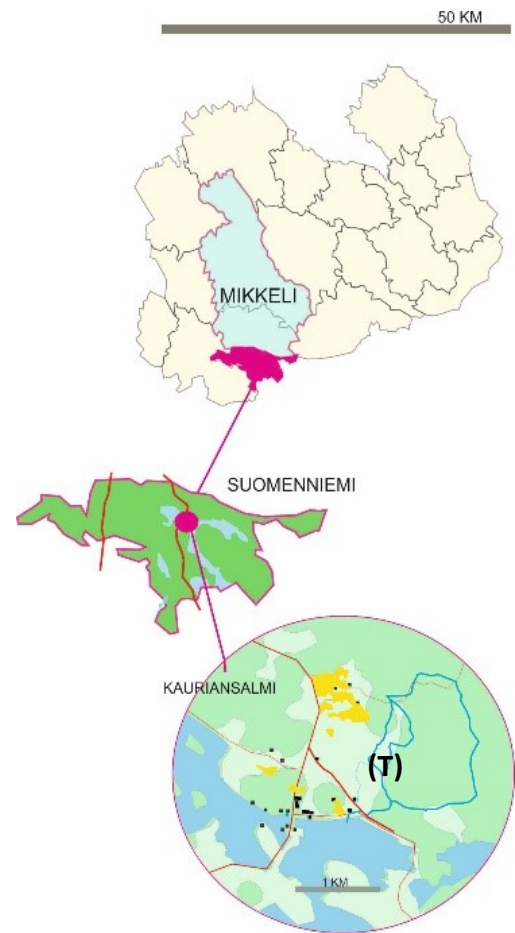 50 KM
MIKKELI
SUOMENNIEMI
KAURIANSALMI
(T)
1 KM